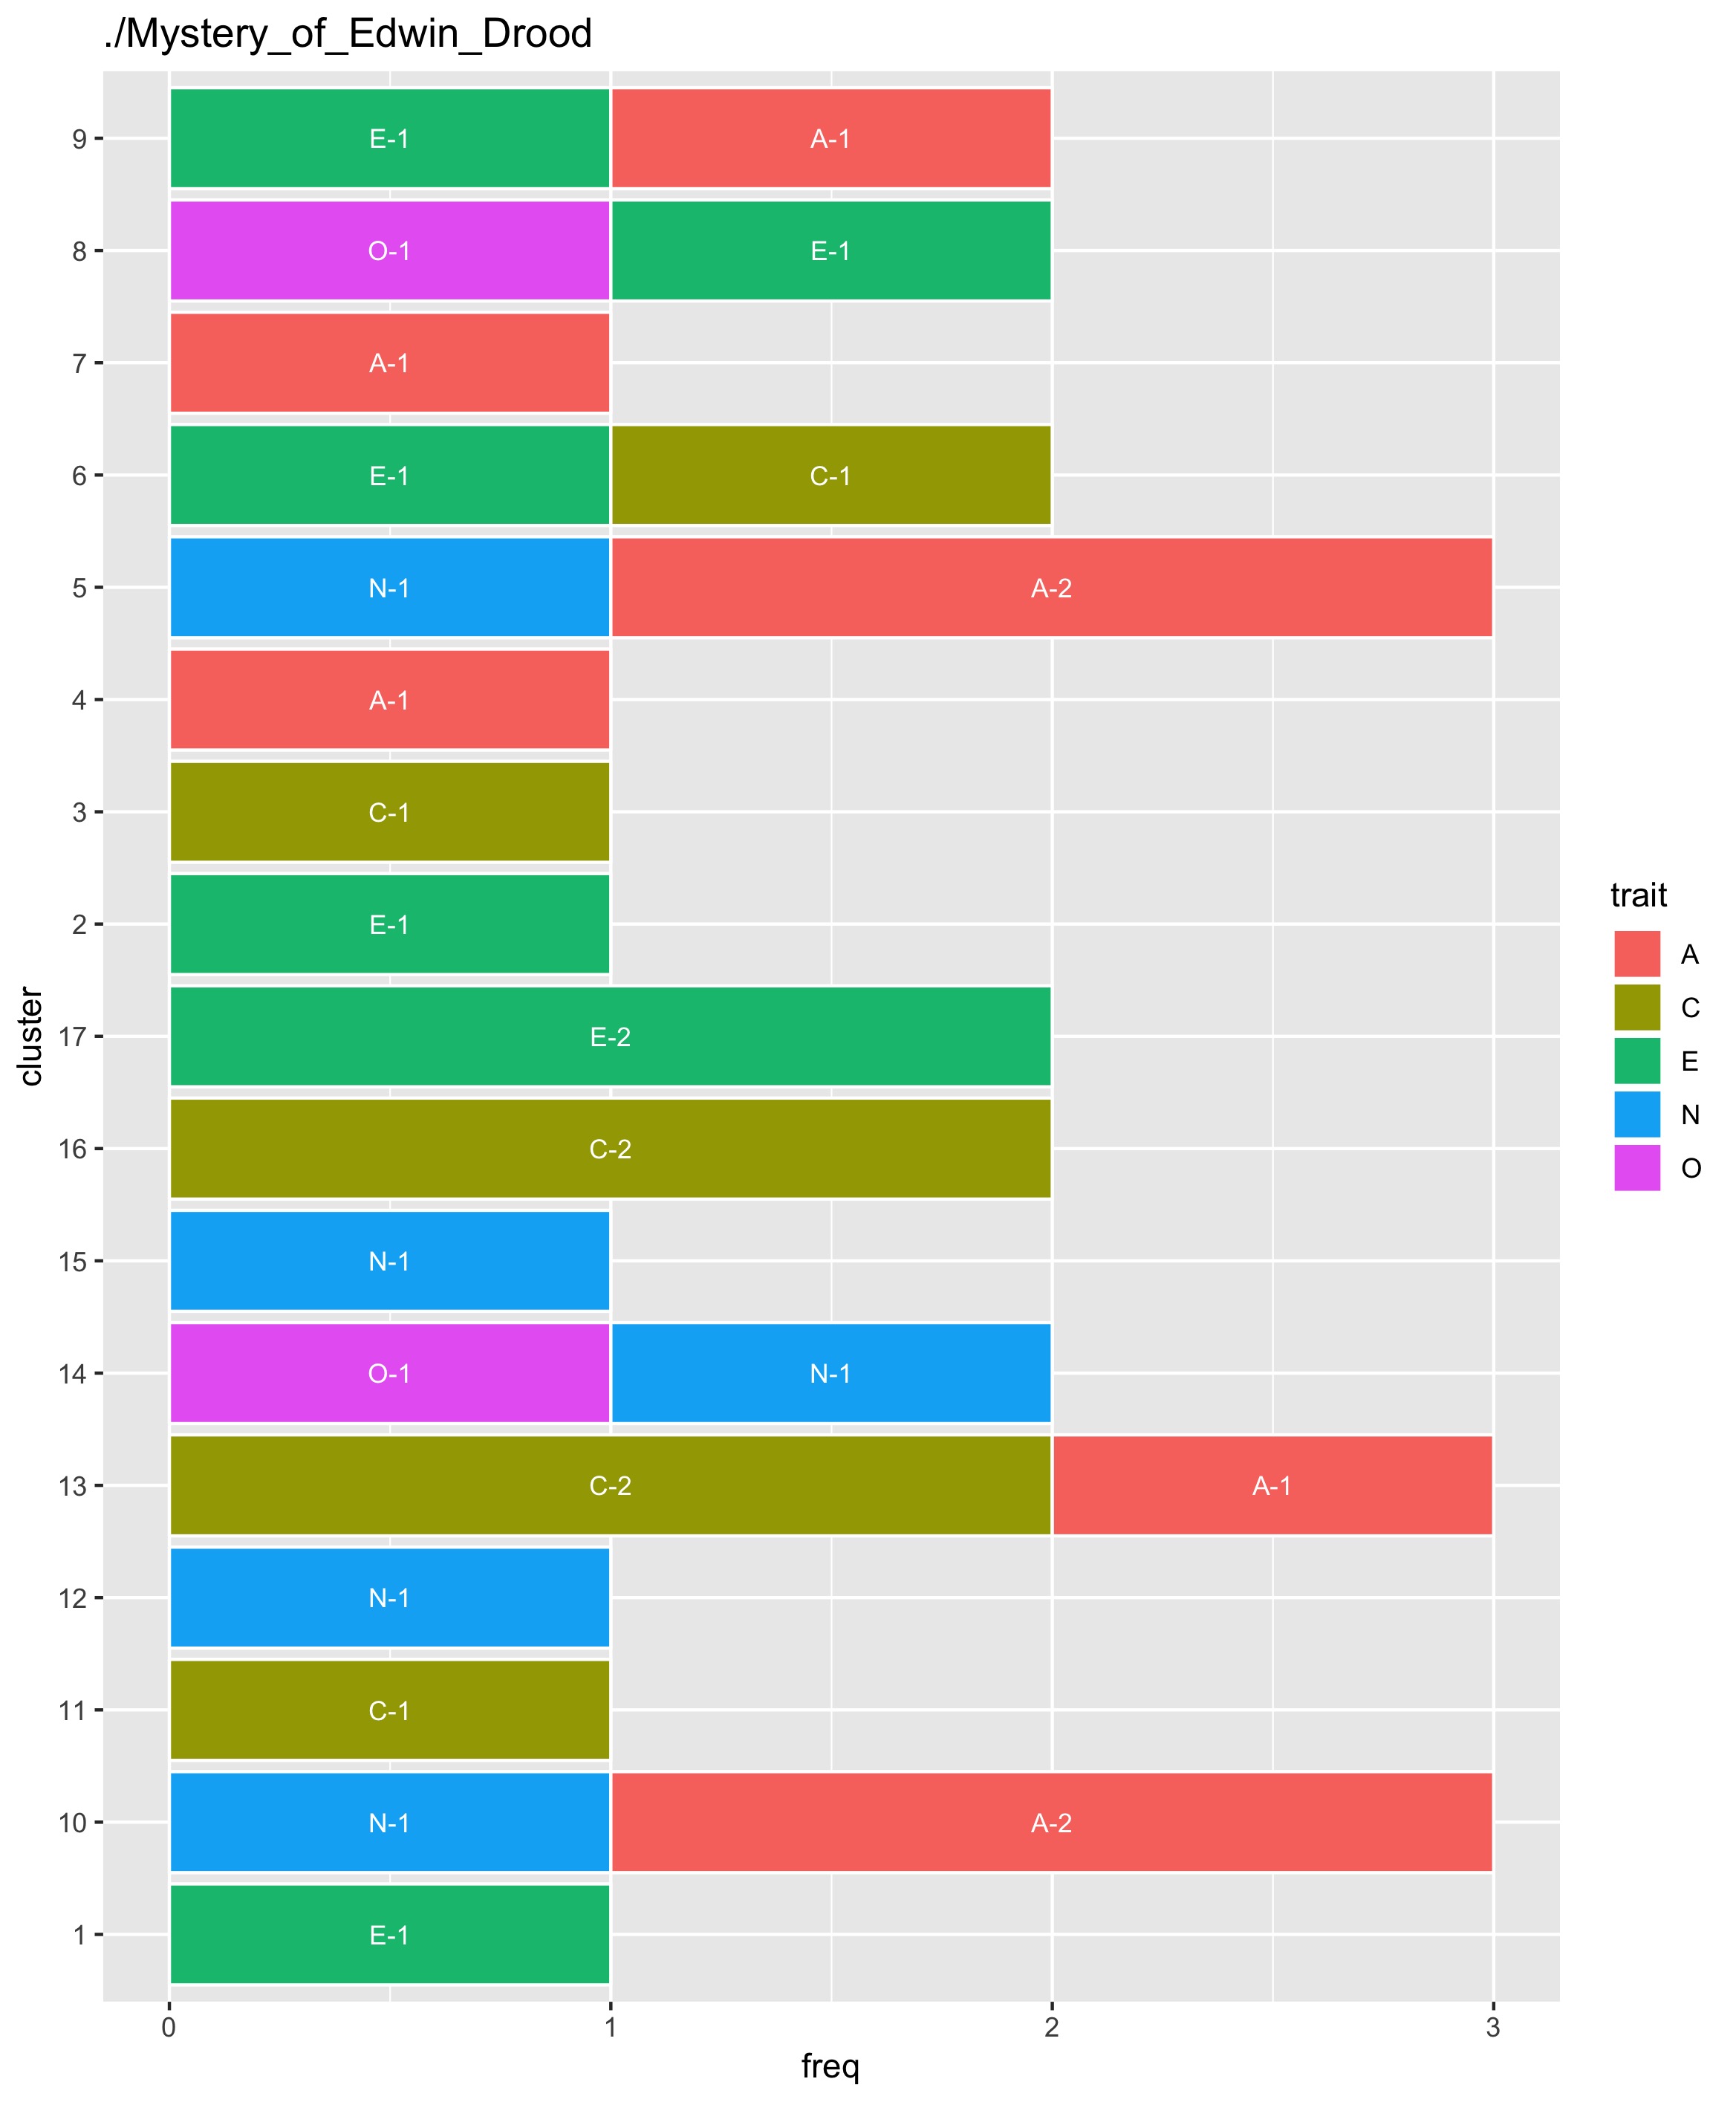 ./Mystery_of_Edwin_Drood
9 E-1 A-1
8 O-1 E-1
7 A-1
6 E-1 C-1
5 N-1 A-2
4 A-1
3 C-1
2 E-1
17 E-2
16 C-2
15 N-1
14 O-1 N-1
13 C-2 A-1
12 N-1
11 C-1
10 N-1 A-2
1 E-1
0 1 2 3
freq
cluster
trait
A
C
E
N
O